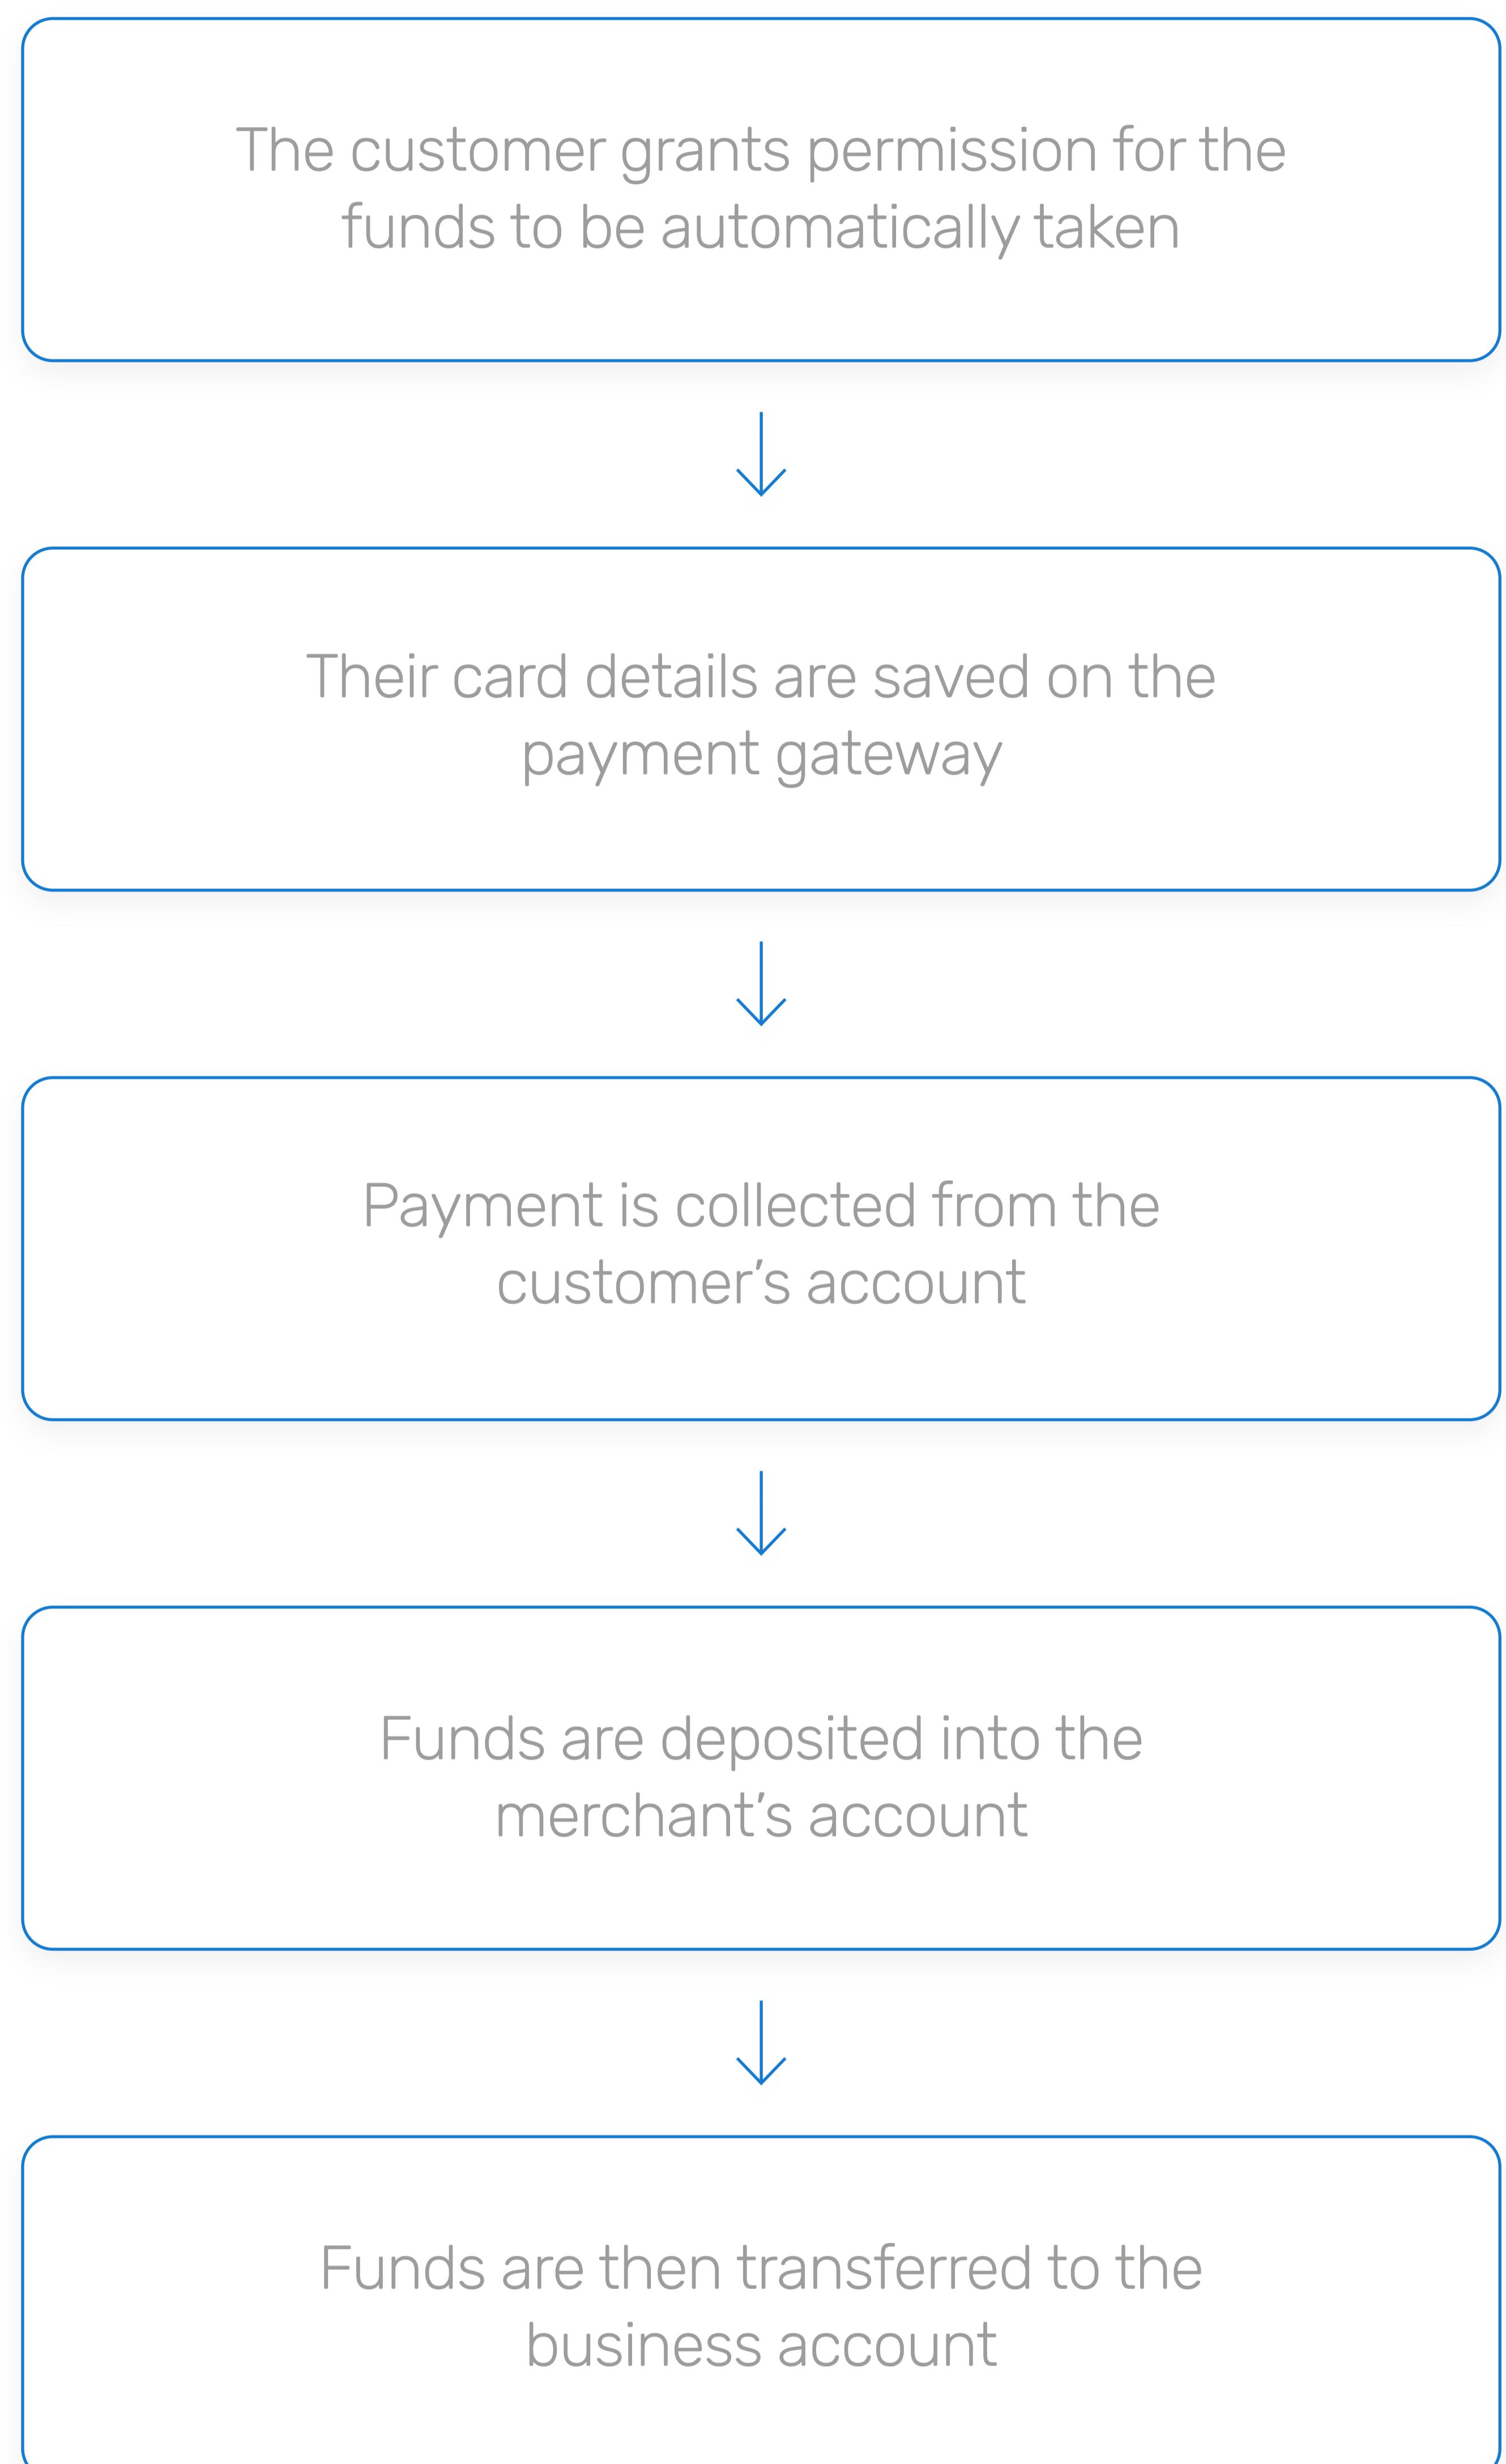 The customer grants permission for the
funds to be automatically taken
Their card details are saved on the
payment gateway
Payment is collected from the
customer’s account
Funds are deposited into the
merchant’s account
Funds are then transferred to the
business account